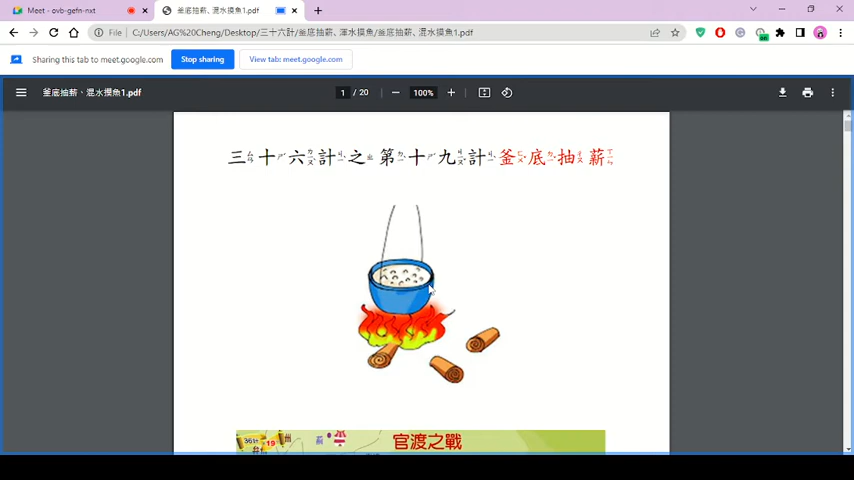 Meet - ovb-gefn-nxt
釜底抽薪、渾水摸魚1.pdf
File | C:/Users/AG%20Cheng/Desktop/三十六計/釜底抽薪、渾水摸魚/釜底抽薪、混水摸魚1.pdf
Sharing this tab to meet.google.com
Stop sharing
View tab: meet.google.com
釜底抽薪、混水摸魚1.pdf
1 / 20
100%
三十六計之第十九計釜底抽薪
官渡之戰